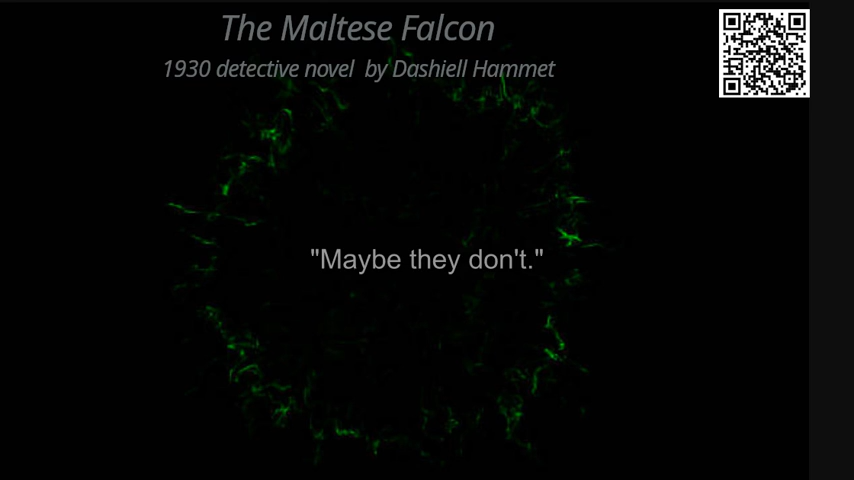 The Maltese Falcon
1930 detective novel by Dashiell Hammet
"Maybe they don't."